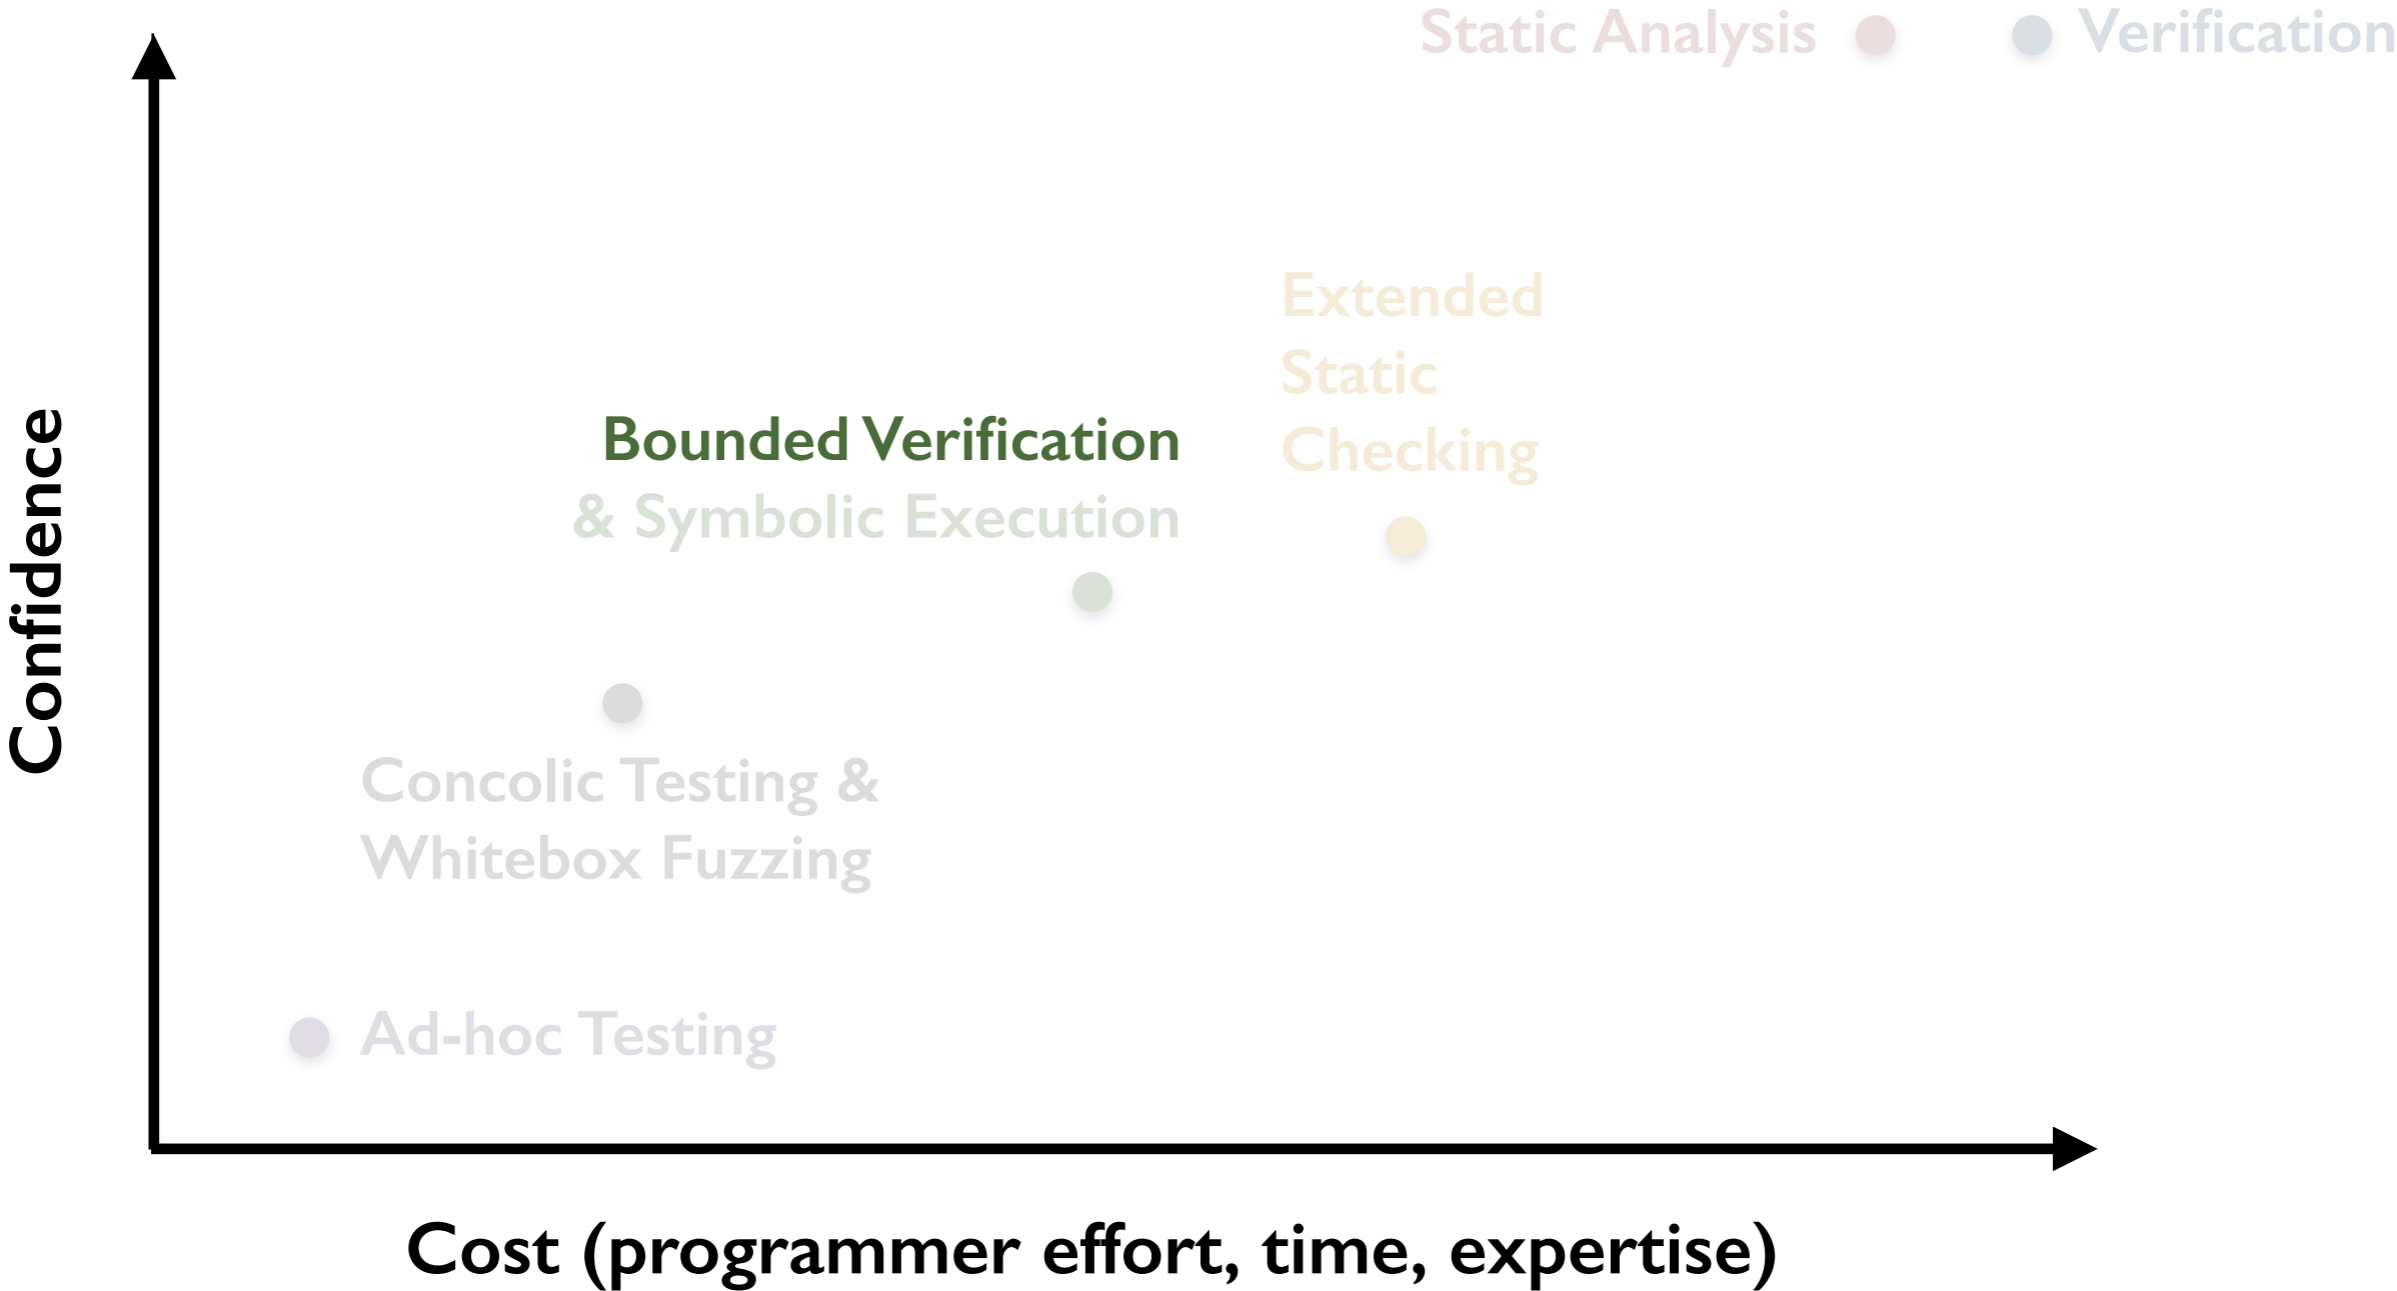 Static Analysis
Verification
Extended
Static
Checking
Bounded Verification
& Symbolic Execution
Concolic Testing &
Whitebox Fuzzing
Ad-hoc Testing
Confidence
Cost (programmer effort, time, expertise)